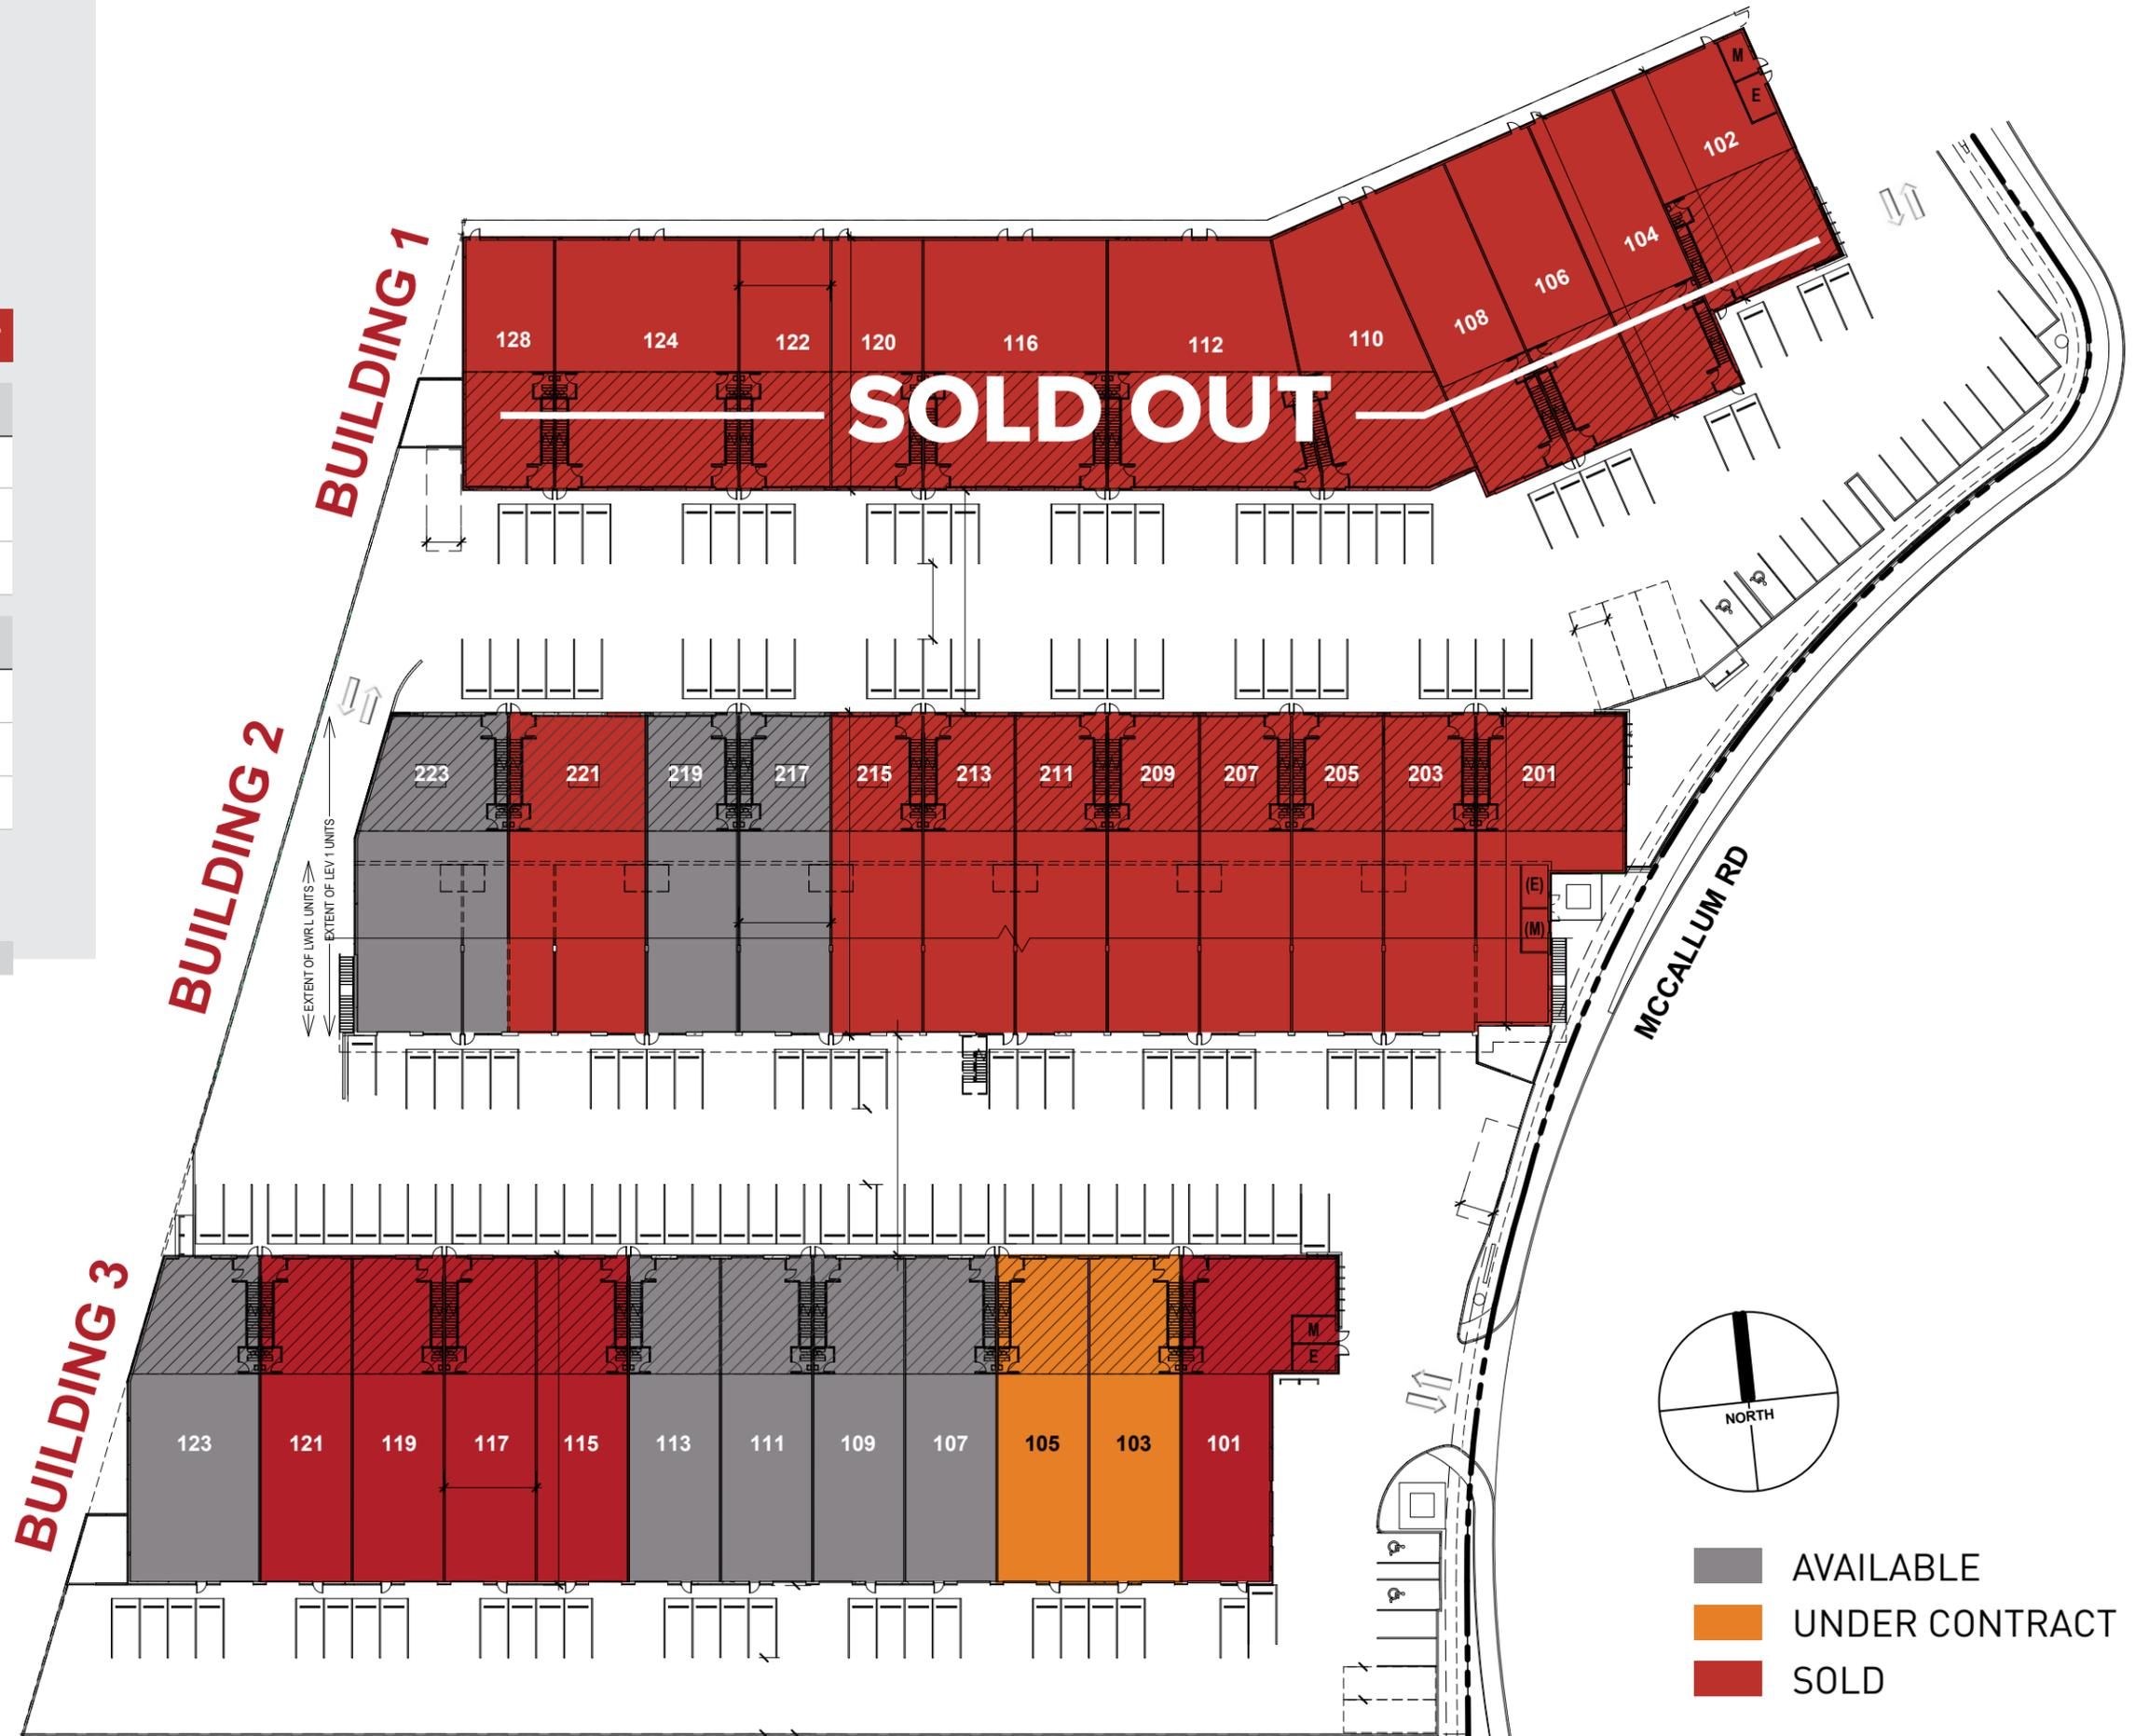 BUILDING 1
M
E
102
104
106
108
128
124
122
120
116
112
110
SOLD OUT
BUILDING 2
223
221
219
217
215
213
211
209
207
205
203
201
EXTENT OF LWR L UNITS
EXTENT OF LEV 1 UNITS
(E)
(M)
MCCALLUM RD
BUILDING 3
M
E
123
121
119
117
115
113
111
109
107
105
103
101
NORTH
AVAILABLE
UNDER CONTRACT
SOLD